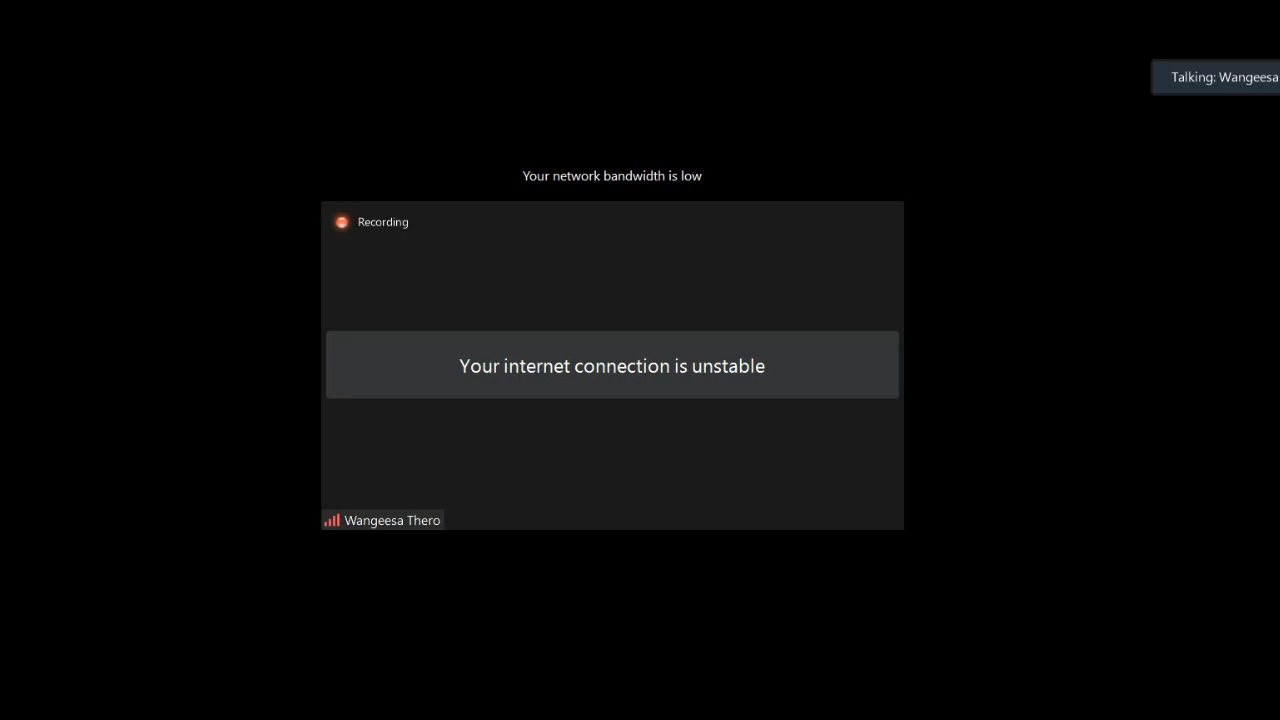 Talking: Wangeesa
Your network bandwidth is low
Recording
Your internet connection is unstable
Wangeesa Thero